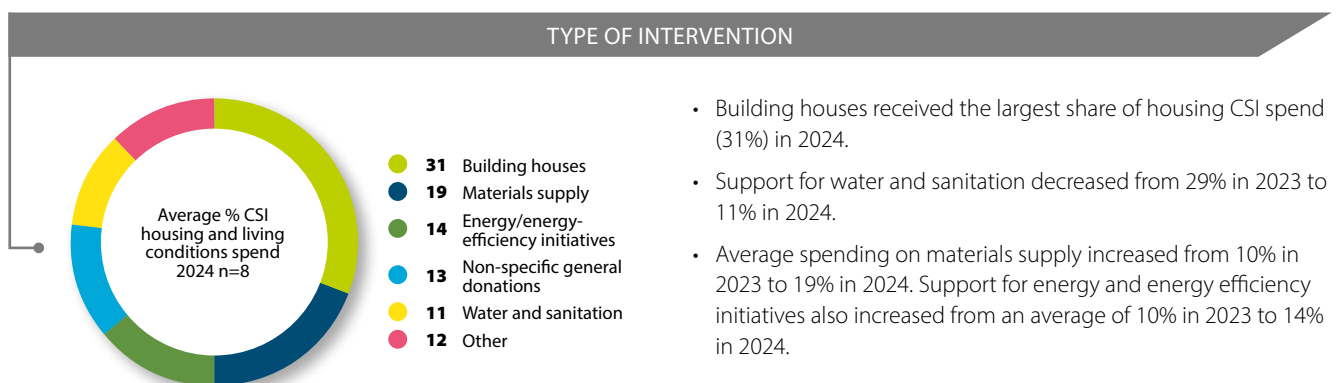 TYPE OF INTERVENTION
Average % CSI
housing and living
conditions spend
2024 n=8
31 Building houses
19 Materials supply
14 Energy/energy-
efficiency initiatives
13 Non-specific general
donations
11 Water and sanitation
12 Other
• Building houses received the largest share of housing CSI spend
(31%) in 2024.
• Support for water and sanitation decreased from 29% in 2023 to
11% in 2024.
• Average spending on materials supply increased from 10% in
2023 to 19% in 2024. Support for energy and energy efficiency
initiatives also increased from an average of 10% in 2023 to 14%
in 2024.